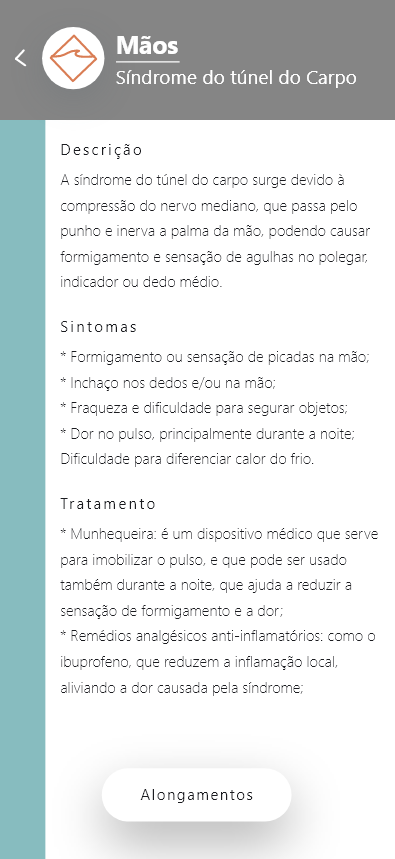 Mãos
Síndrome do túnel do Carpo
Descrição
A síndrome do túnel do carpo surge devido à
compressão do nervo mediano, que passa pelo
punho e inerva a palma da mão, podendo causar
formigamento e sensação de agulhas no polegar,
indicador ou dedo médio.
Sintomas
* Formigamento ou sensação de picadas na mão;
* Inchaço nos dedos e/ou na mão;
* Fraqueza e dificuldade para segurar objetos;
* Dor no pulso, principalmente durante a noite;
Dificuldade para diferenciar calor do frio.
Tratamento
* Munhequeira: é um dispositivo médico que serve
para imobilizar o pulso, e que pode ser usado
também durante a noite, que ajuda a reduzir a
sensação de formigamento e a dor;
* Remédios analgésicos anti-inflamatórios: como o
ibuprofeno, que reduzem a inflamação local,
aliviando a dor causada pela síndrome;
Alongamentos